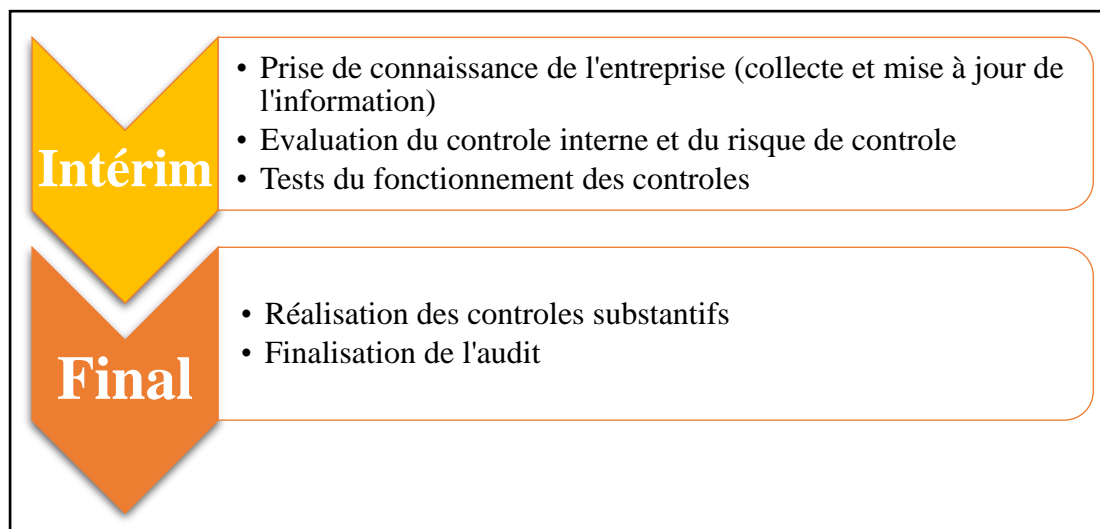 Intérim
• Prise de connaissance de l'entreprise (collecte et mise à jour de
l'information)
• Evaluation du controle interne et du risque de controle
• Tests du fonctionnement des controles
Final
• Réalisation des controles substantifs
• Finalisation de l'audit